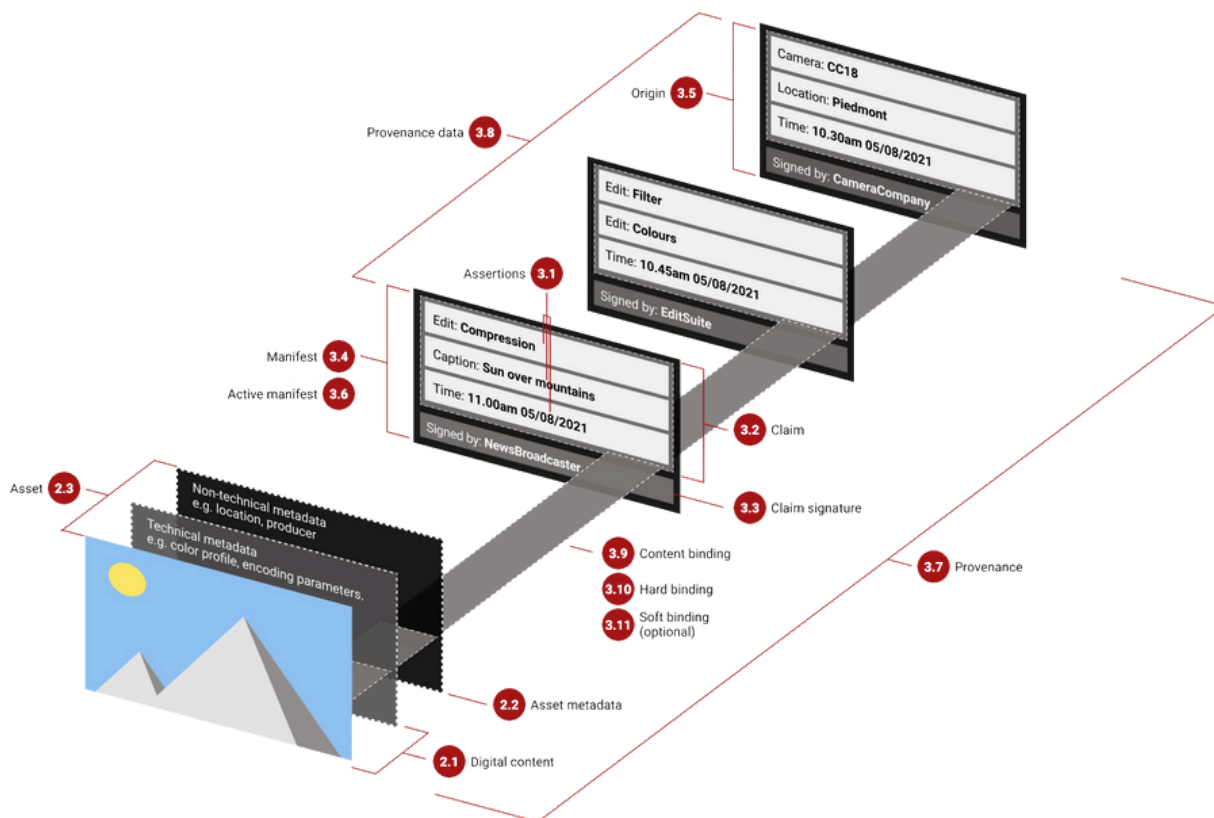 Camera: CC18
Location: Piedmont
Time: 10.30am 05/08/2021
Signed by: CameraCompany
Origin 3.5
Provenance data 3.8
Edit: Filter
Edit: Colours
Time: 10.45am 05/08/2021
Signed by: EditSuite
Assertions 3.1
Edit: Compression
Caption: Sun over mountains
Time: 11.00am 05/08/2021
Signed by: NewsBroadcaster
Manifest 3.4
Active manifest 3.6
3.2 Claim
3.3 Claim signature
Asset 2.3
Non-technical metadata
e.g. location, producer
Technical metadata
e.g. color profile, encoding parameters.
3.9 Content binding
3.10 Hard binding
3.11 Soft binding
(optional)
3.7 Provenance
2.2 Asset metadata
2.1 Digital content